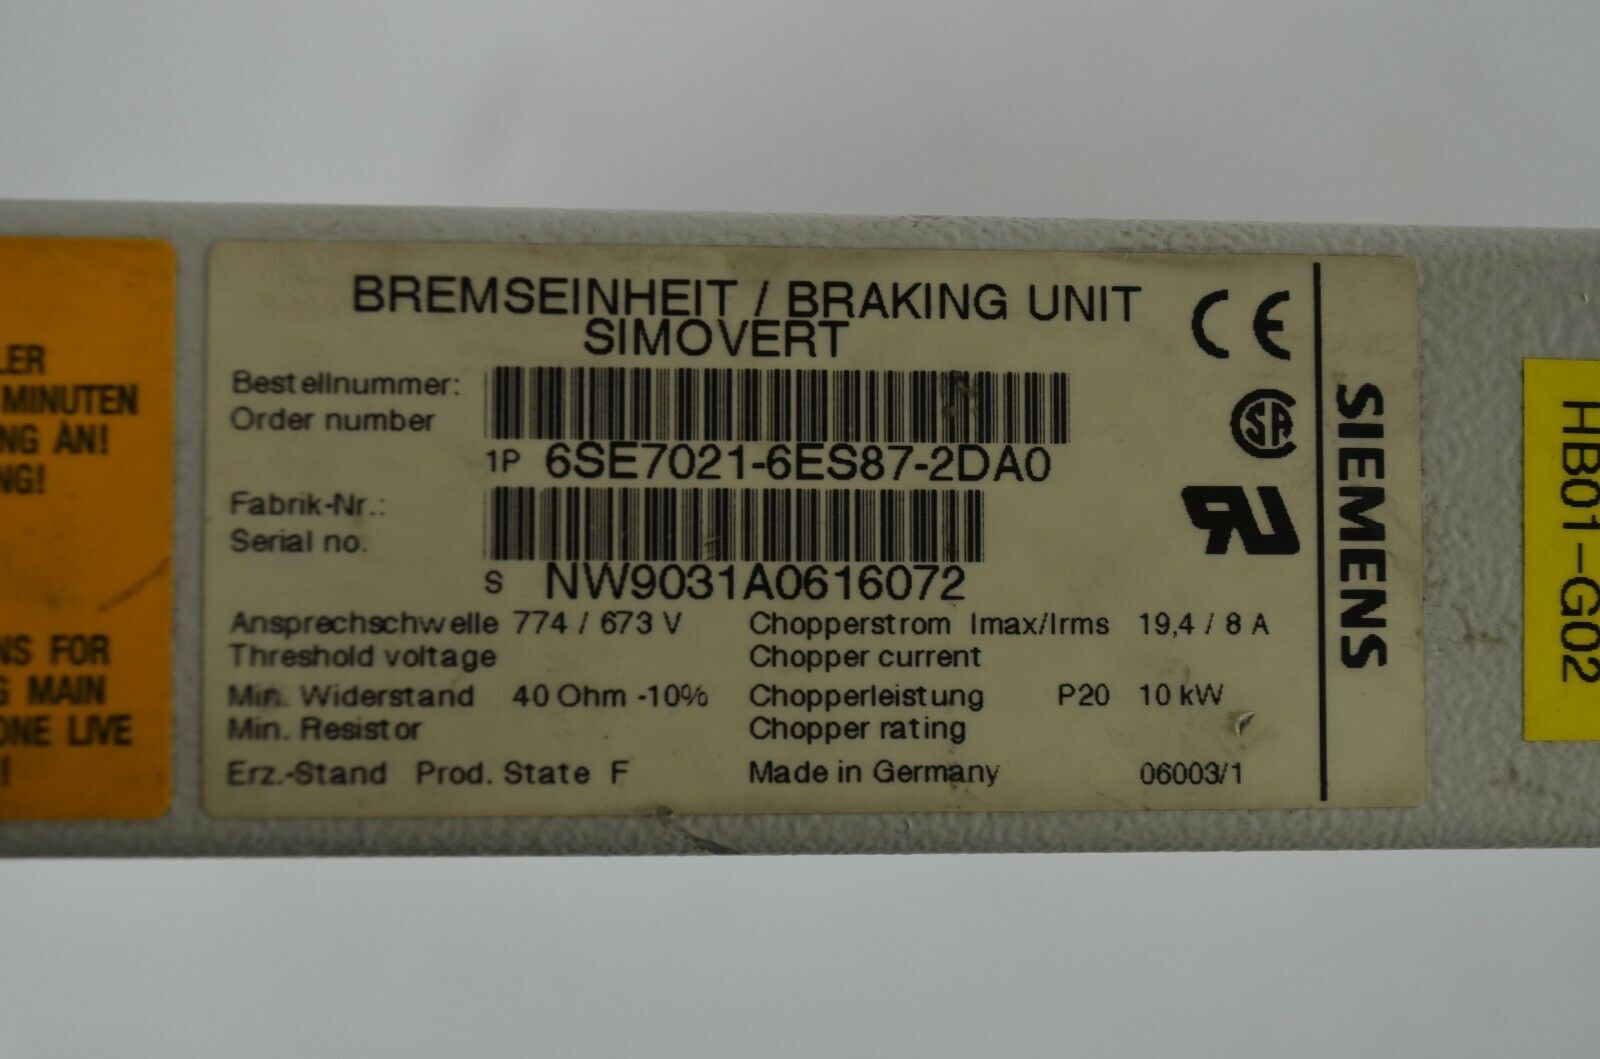 LER
MINUTEN
NG AN!
NG!
NS FOR
G MAIN
ONE LIVE
!
BREMSEINHEIT / BRAKING UNIT
SIMOVERT
CE
Bestellnummer:
Order number
1P 6SE7021-6ES87-2DA0
SA
Fabrik-Nr.:
Serial no.
S NW9031A0616072
Ansprechschwelle 774 / 673 V Chopperstrom Imax/Irms 19,4 / 8 A
Threshold voltage Chopper current
Min. Widerstand 40 Ohm -10% Chopperleistung P20 10 kW
Min. Resistor Chopper rating
Erz.-Stand Prod. State F Made in Germany 06003/1
SIEMENS
HB01-G02